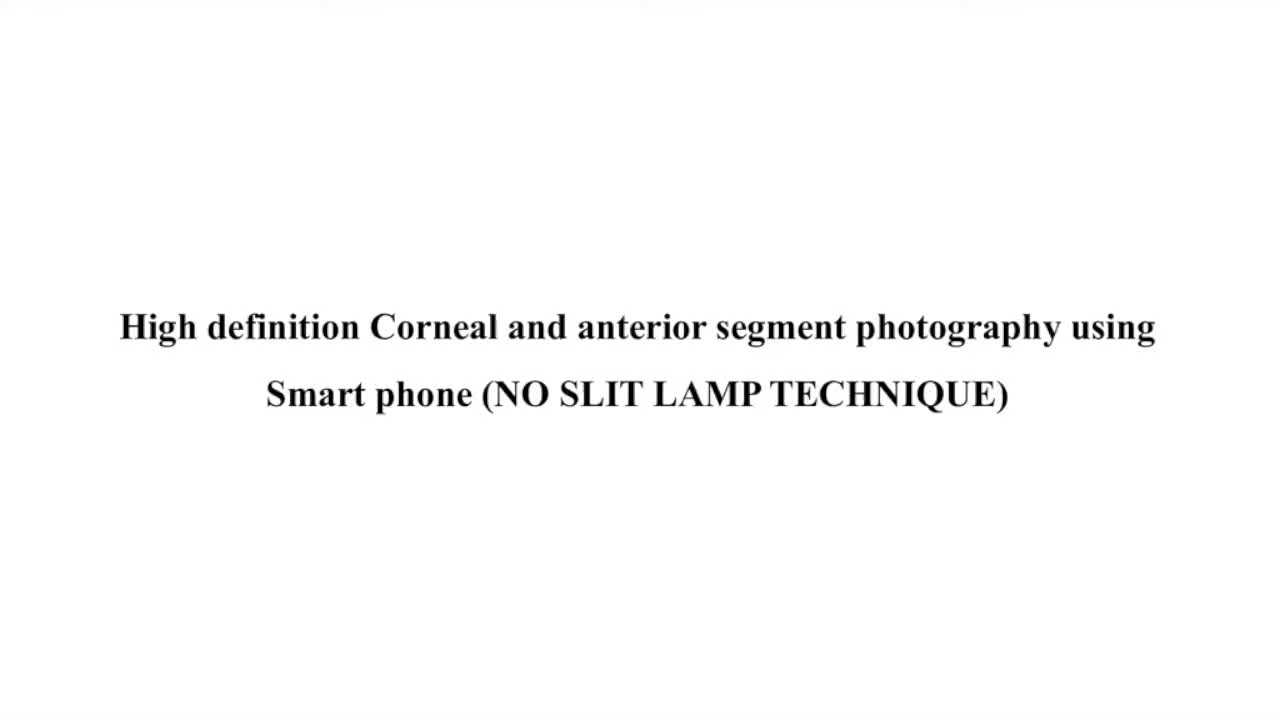 High definition Corneal and anterior segment photography using
Smart phone (NO SLIT LAMP TECHNIQUE)